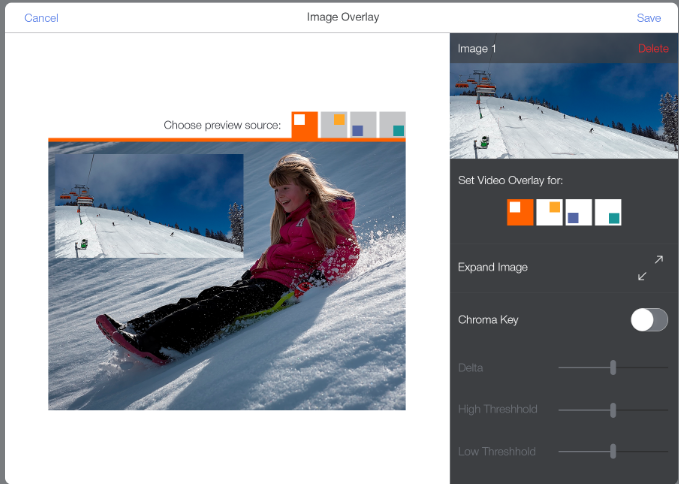 Cancel
Image Overlay
Save
Image 1
Delete
Choose preview source:
Set Video Overlay for:
Expand Image
Chroma Key
Delta
High Threshhold
Low Threshhold